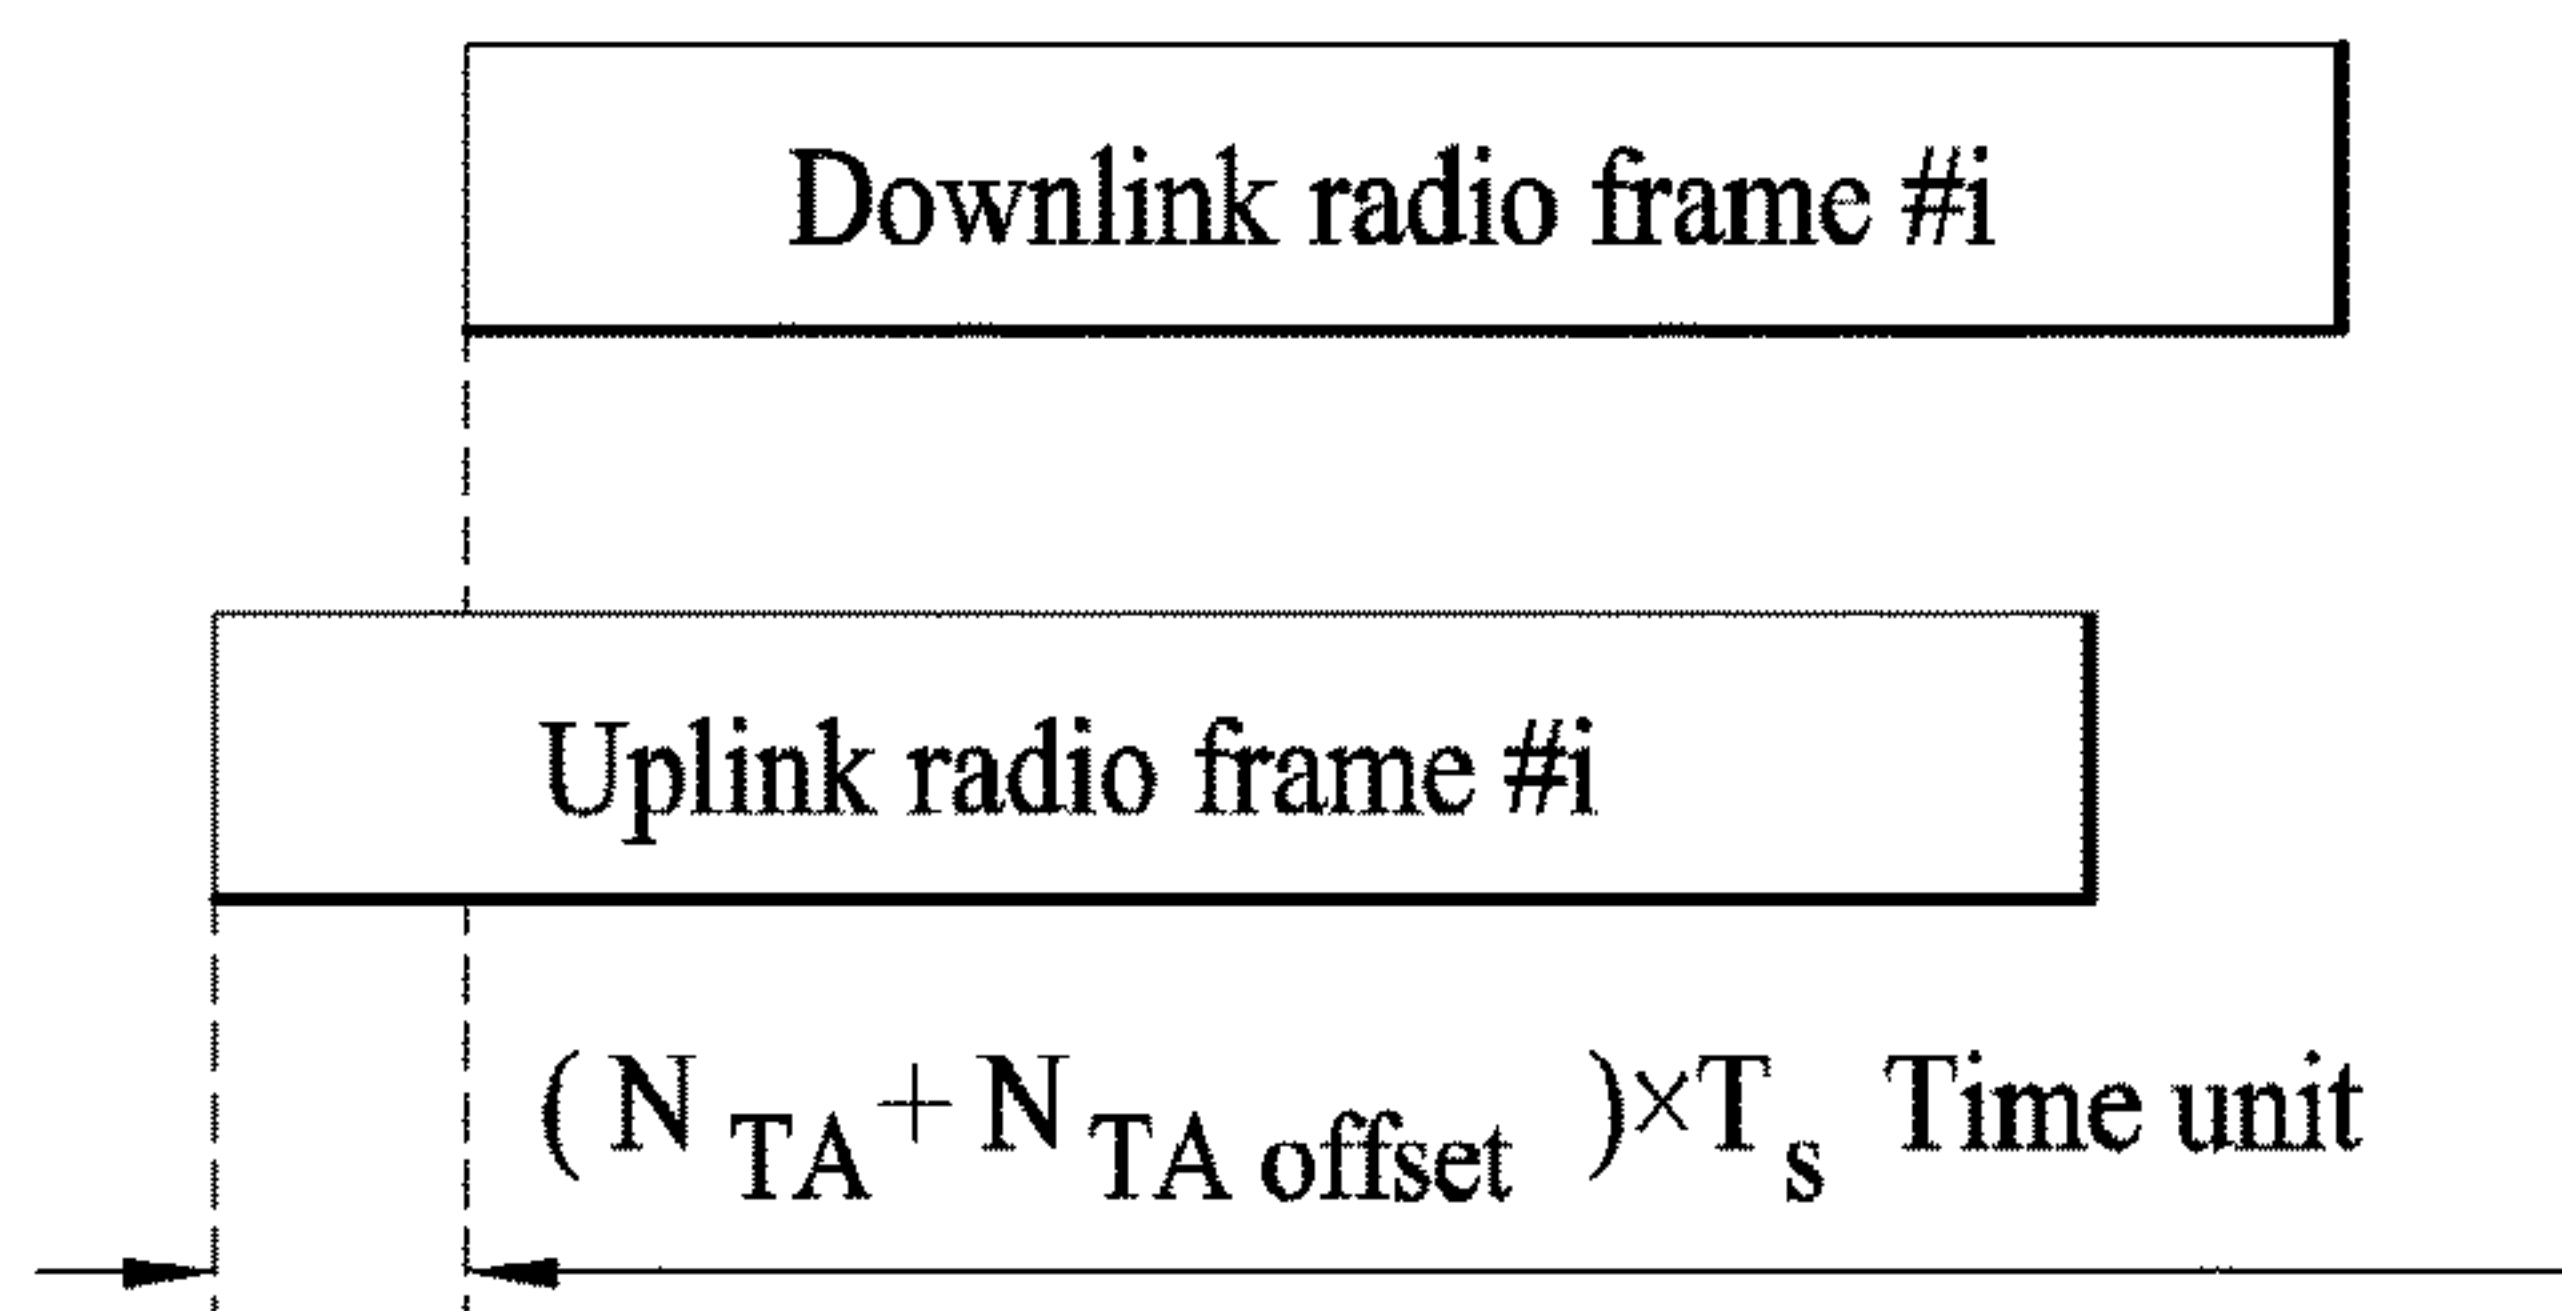 Downlink radio frame #i
Uplink radio frame #i
( N TA + N TA offset )×T s Time unit